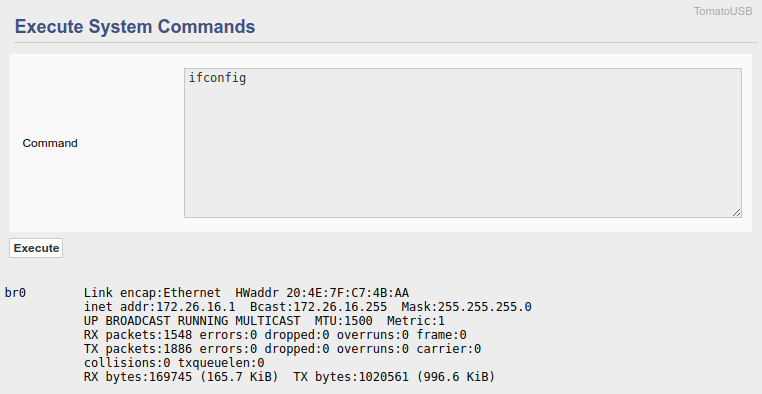 TomatoUSB
Execute System Commands
ifconfig
Command
Execute
br0 Link encap:Ethernet HWaddr 20:4E:7F:C7:4B:AA
inet addr:172.26.16.1 Bcast:172.26.16.255 Mask:255.255.255.0
UP BROADCAST RUNNING MULTICAST MTU:1500 Metric:1
RX packets:1548 errors:0 dropped:0 overruns:0 frame:0
TX packets:1886 errors:0 dropped:0 overruns:0 carrier:0
collisions:0 txqueuelen:0
RX bytes:169745 (165.7 KiB) TX bytes:1020561 (996.6 KiB)